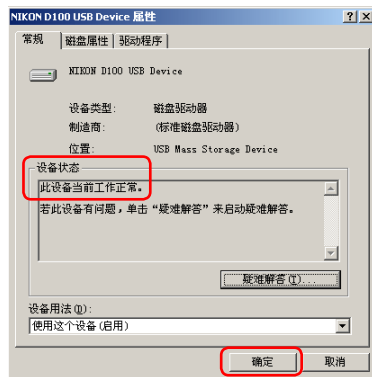 NIKON D100 USB Device 属性
常规 磁盘属性 驱动程序
NIKON D100 USB Device
设备类型: 磁盘驱动器
制造商: (标准磁盘驱动器)
位置: USB Mass Storage Device
设备状态
此设备当前工作正常。
若此设备有问题，单击“疑难解答”来启动疑难解答。
疑难解答(T)...
设备用法(D):
使用这个设备(启用)
确定 取消